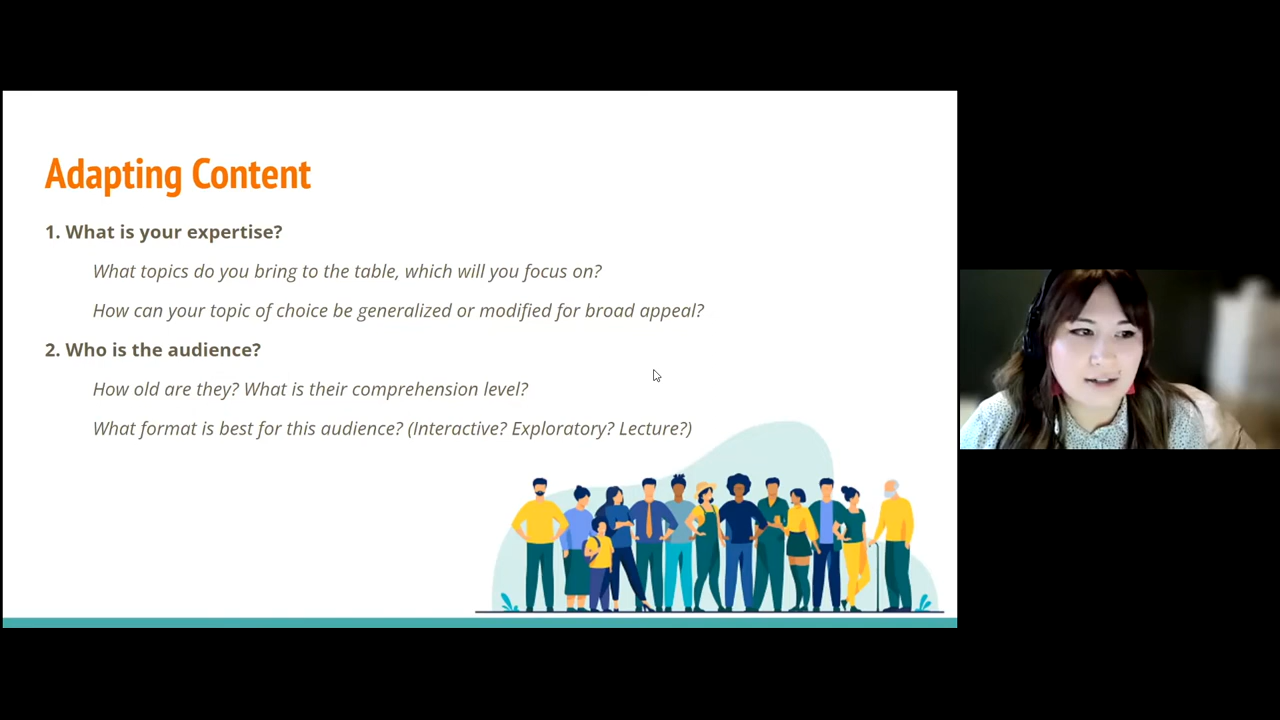 Adapting Content
1. What is your expertise?
What topics do you bring to the table, which will you focus on?
How can your topic of choice be generalized or modified for broad appeal?
2. Who is the audience?
How old are they? What is their comprehension level?
What format is best for this audience? (Interactive? Exploratory? Lecture?)